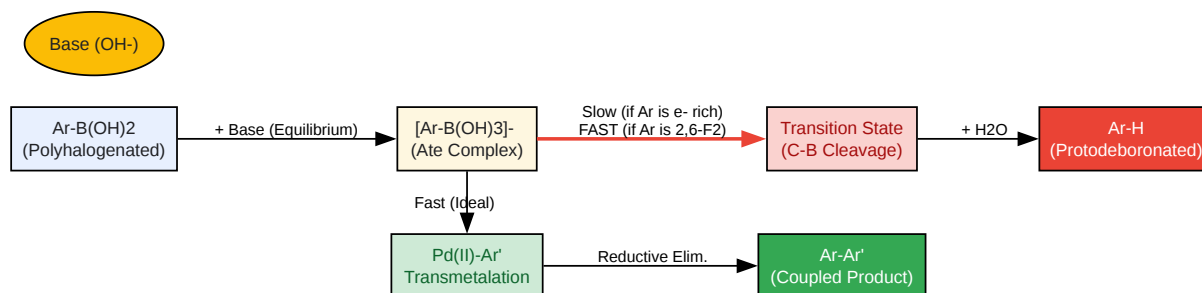 Base (OH-)
Ar-B(OH)2
(Polyhalogenated)
+ Base (Equilibrium)
[Ar-B(OH)3]-
(Ate Complex)
Slow (if Ar is e- rich)
FAST (if Ar is 2,6-F2)
Transition State
(C-B Cleavage)
+ H2O
Ar-H
(Protodeboronated)
Fast (Ideal)
Pd(II)-Ar'
Transmetalation
Reductive Elim.
Ar-Ar'
(Coupled Product)